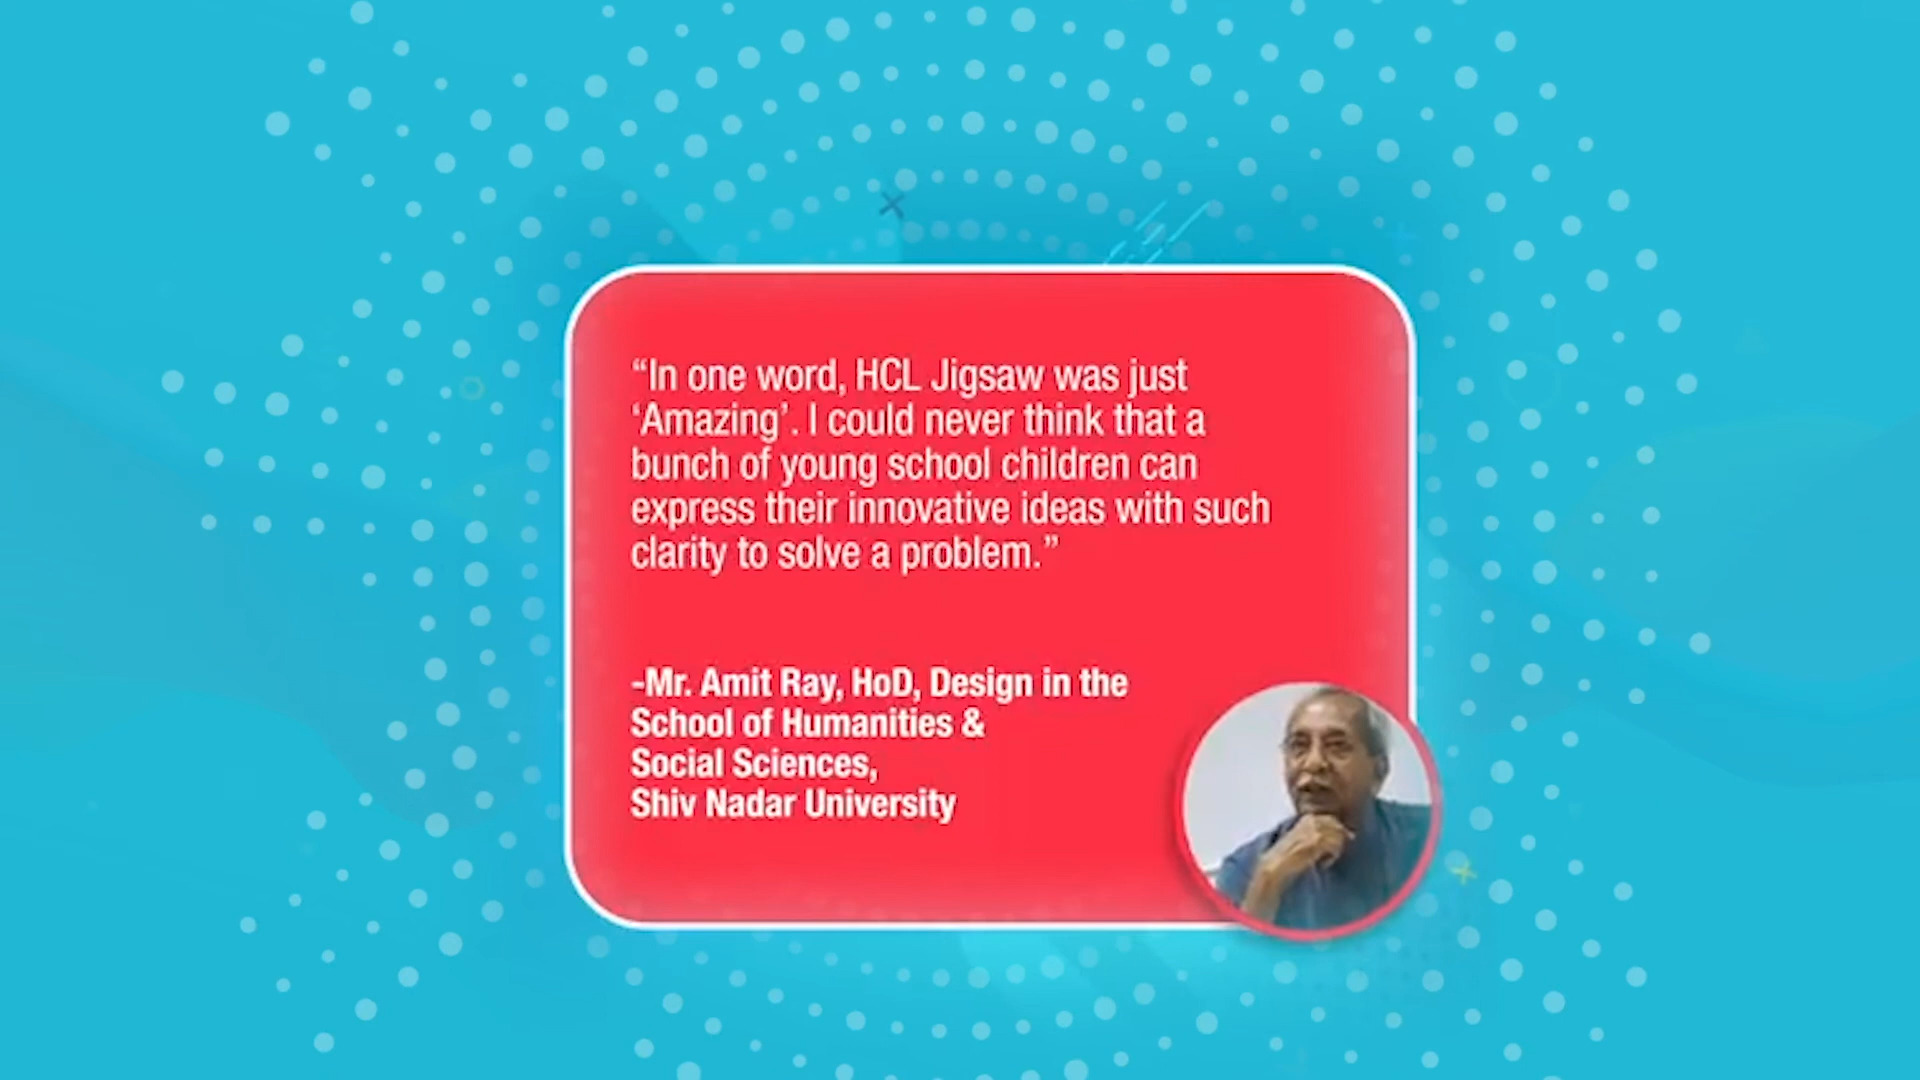 “In one word, HCL Jigsaw was just
‘Amazing’. I could never think that a
bunch of young school children can
express their innovative ideas with such
clarity to solve a problem.”
-Mr. Amit Ray, HoD, Design in the
School of Humanities &
Social Sciences,
Shiv Nadar University